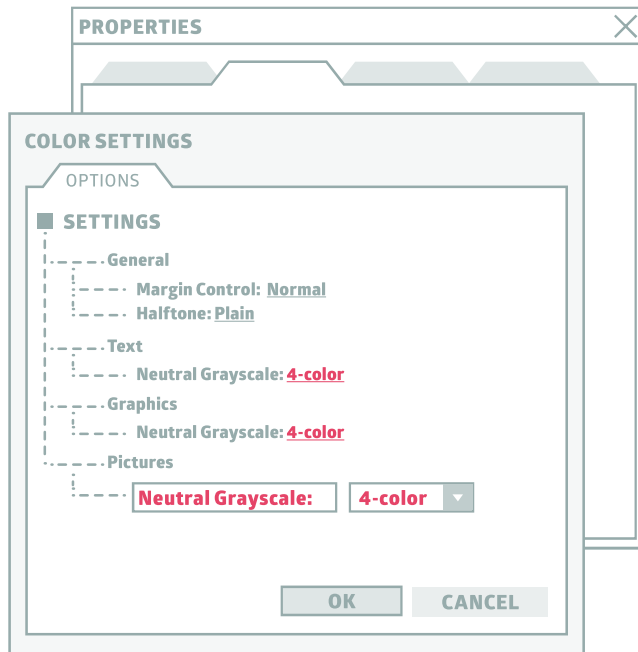 PROPERTIES
COLOR SETTINGS
OPTIONS
SETTINGS
General
Margin Control: Normal
Halftone: Plain
Text
Neutral Grayscale: 4-color
Graphics
Neutral Grayscale: 4-color
Pictures
Neutral Grayscale: 4-color
OK CANCEL